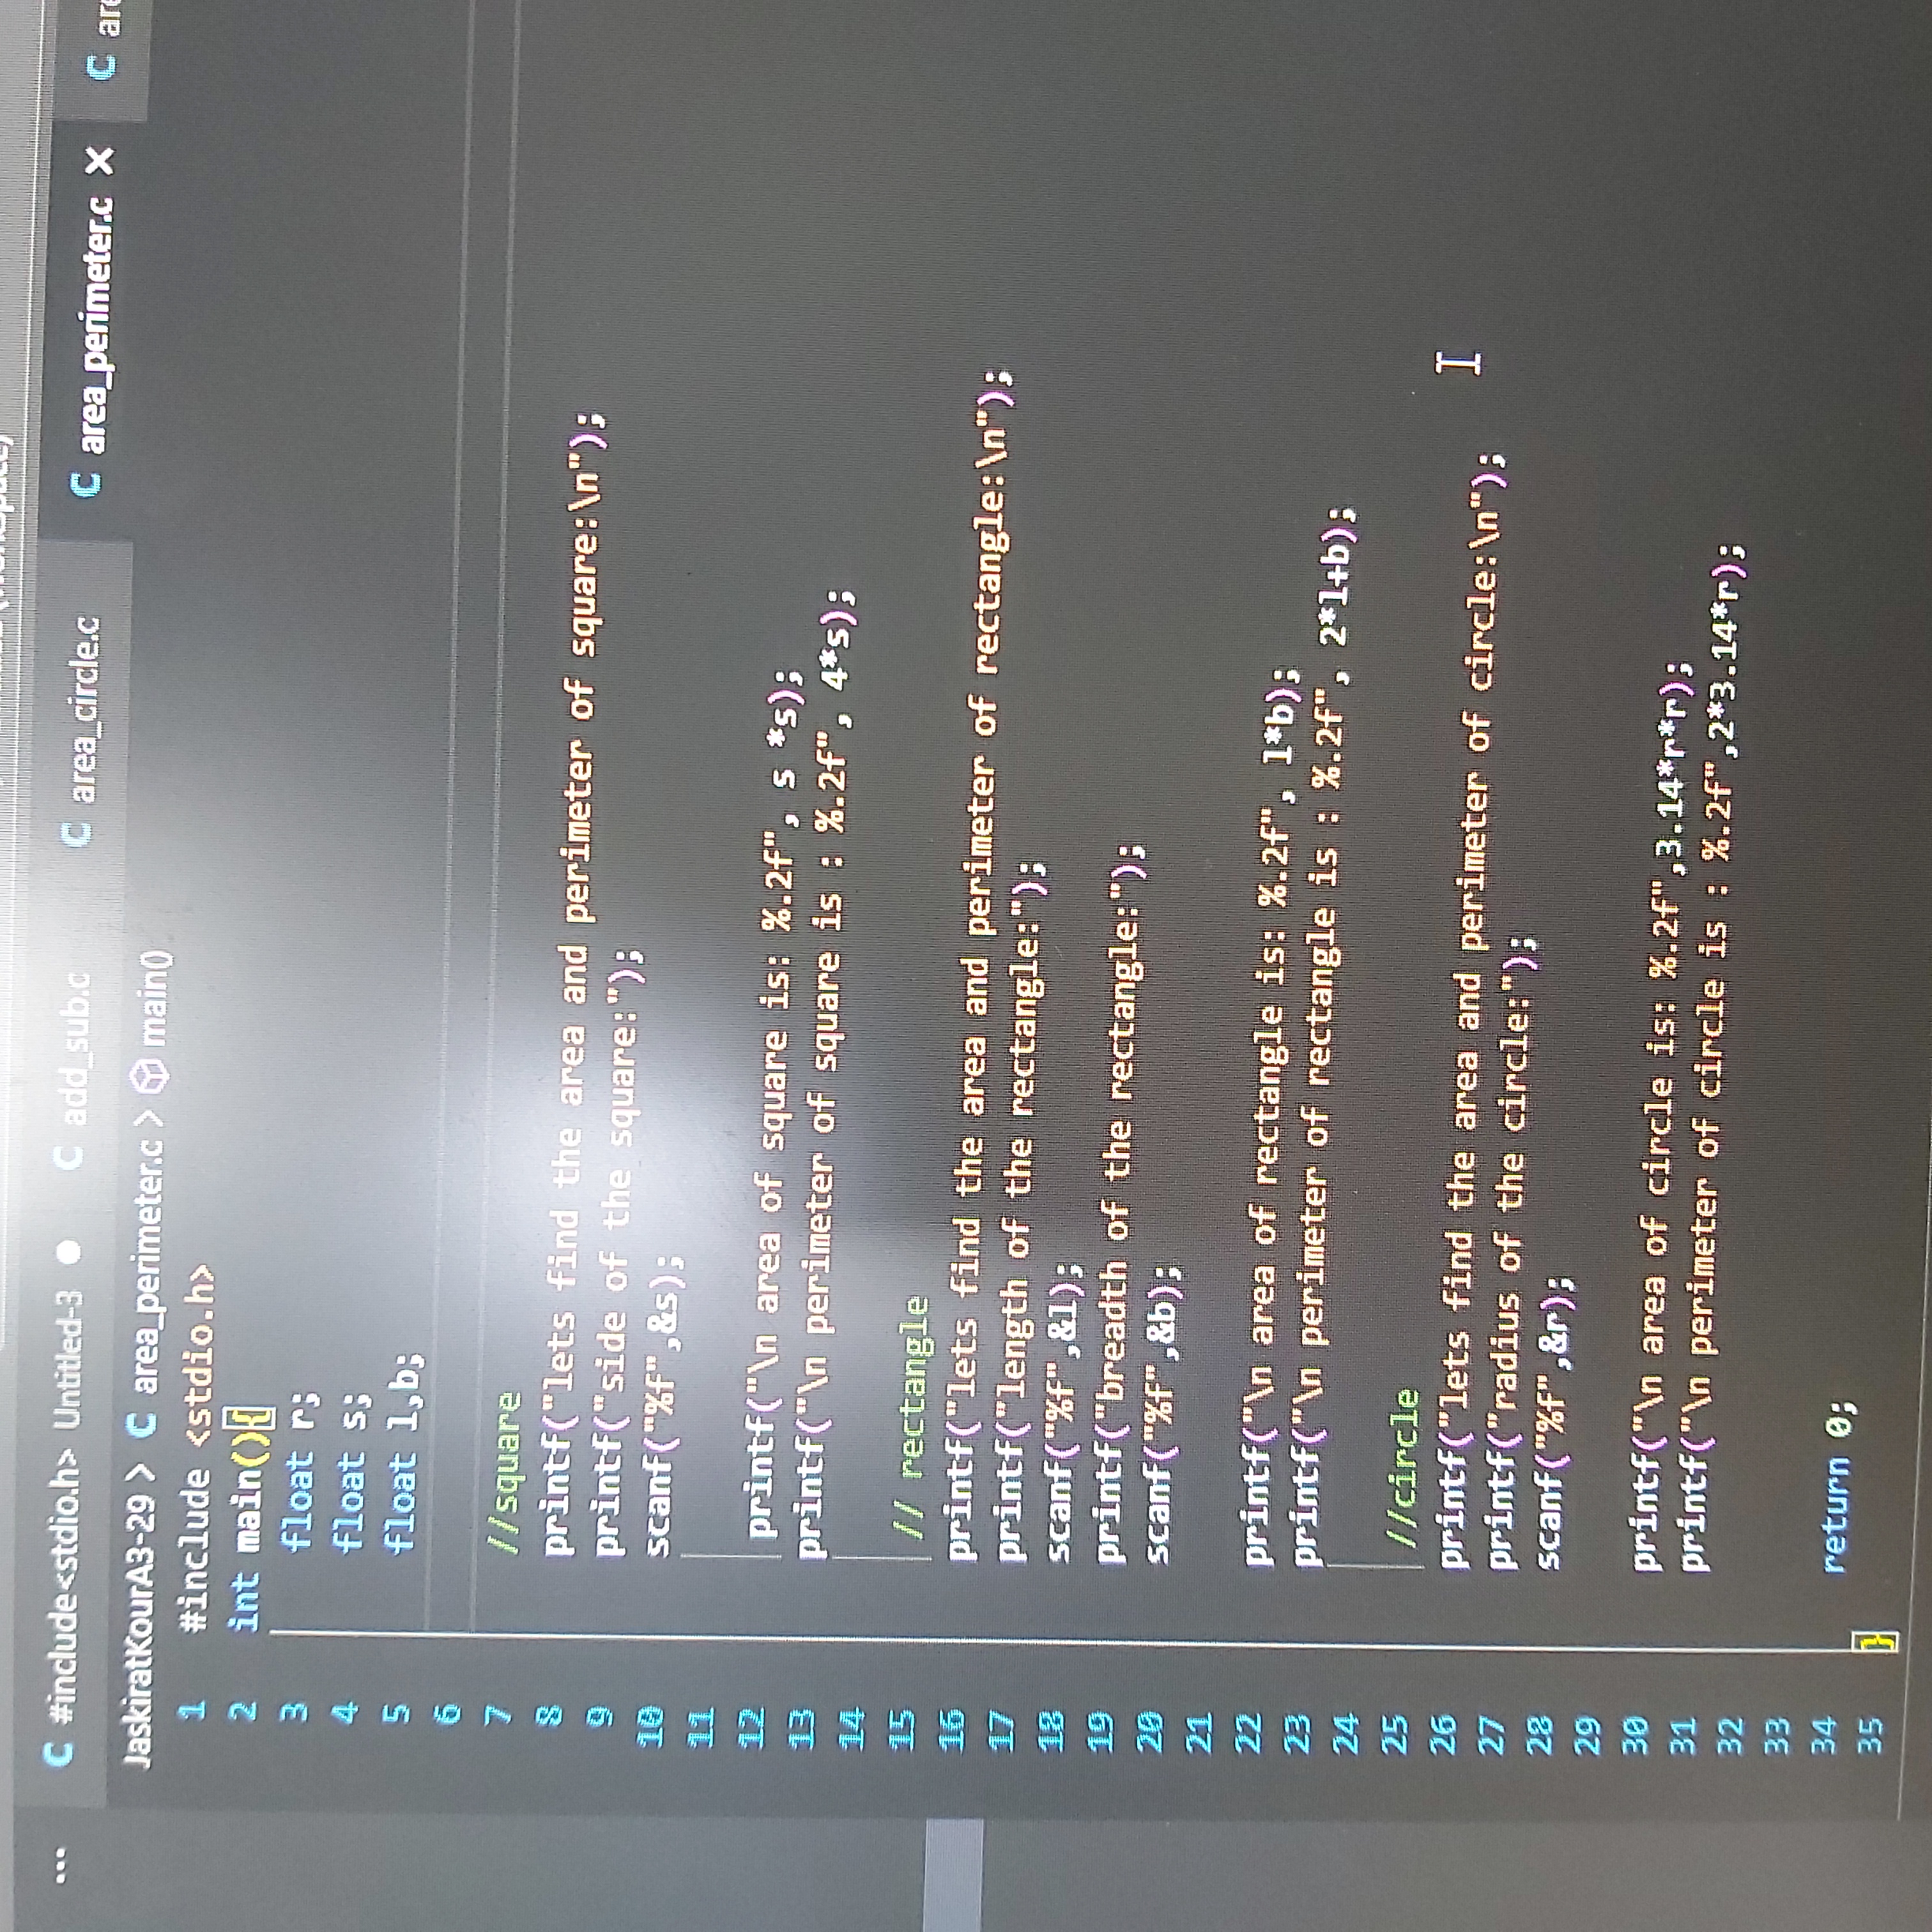 ... C #include<stdio.h> Untitled-3 ● C add_sub.c C area_circle.c C area_perimeter.c X C
JaskiratKourA3-29 > C area_perimeter.c > main()
1 #include <stdio.h>
2 int main(){
3 float r;
4 float s;
5 float l,b;
6
7 //square
8 printf("lets find the area and perimeter of square:\n");
9 printf("side of the square:");
10 scanf("%f",&s);
11
12 printf("\n area of square is: %.2f", s *s);
13 printf("\n perimeter of square is : %.2f", 4*s);
14
15 // rectangle
16 printf("lets find the area and perimeter of rectangle:\n");
17 printf("length of the rectangle:");
18 scanf("%f",&l);
19 printf("breadth of the rectangle:");
20 scanf("%f",&b);
21
22 printf("\n area of rectangle is: %.2f", l*b);
23 printf("\n perimeter of rectangle is : %.2f", 2*l+b);
24
25 //circle
26 printf("lets find the area and perimeter of circle:\n");
27 printf("radius of the circle:");
28 scanf("%f",&r);
29
30 printf("\n area of circle is: %.2f",3.14*r*r);
31 printf("\n perimeter of circle is : %.2f",2*3.14*r);
32
33
34 return 0;
35 }